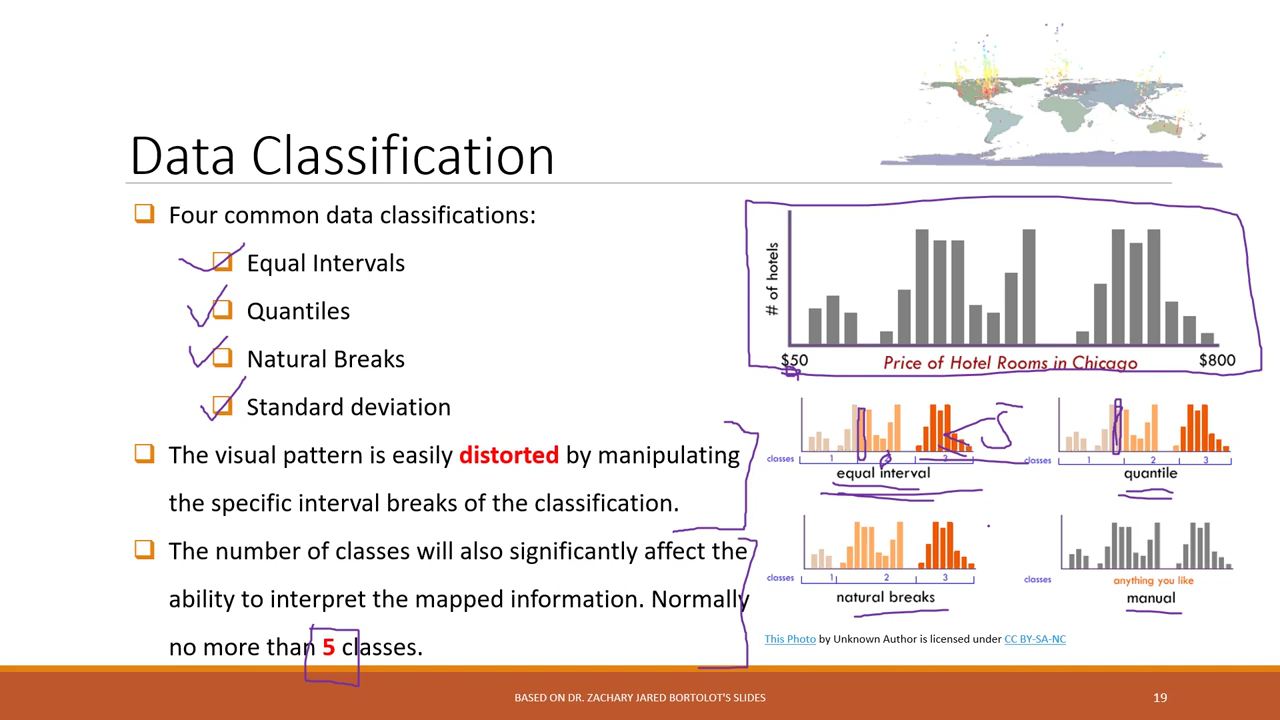 Data Classification
Four common data classifications:
Equal Intervals
Quantiles
Natural Breaks
Standard deviation
The visual pattern is easily distorted by manipulating
the specific interval breaks of the classification.
The number of classes will also significantly affect the
ability to interpret the mapped information. Normally
no more than 5 classes.
# of hotels
$50
Price of Hotel Rooms in Chicago
$800
classes
1
3
equal interval
classes
1
2
3
quantile
classes
1
2
3
natural breaks
classes
anything you like
manual
This Photo by Unknown Author is licensed under CC BY-SA-NC
BASED ON DR. ZACHARY JARED BORTOLOT'S SLIDES
19